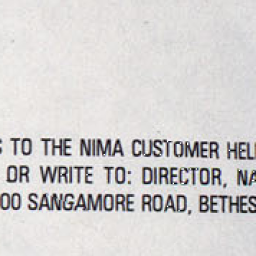 TO THE NIMA CUSTOMER HEL
OR WRITE TO: DIRECTOR, NA
00 SANGAMORE ROAD, BETHES